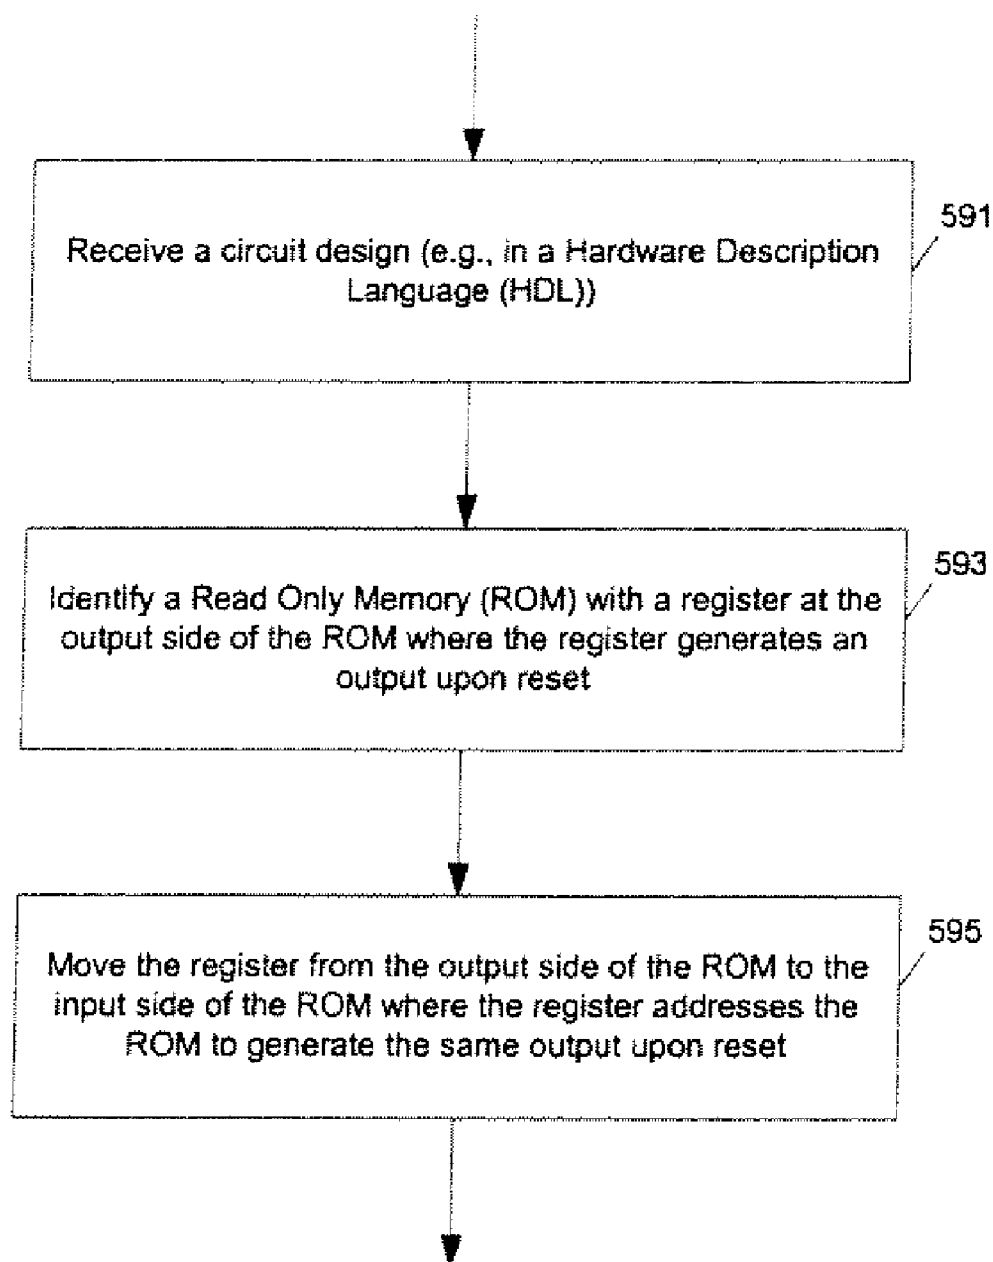 591
Receive a circuit design (e.g., in a Hardware Description
Language (HDL))
593
Identify a Read Only Memory (ROM) with a register at the
output side of the ROM where the register generates an
output upon reset
595
Move the register from the output side of the ROM to the
input side of the ROM where the register addresses the
ROM to generate the same output upon reset